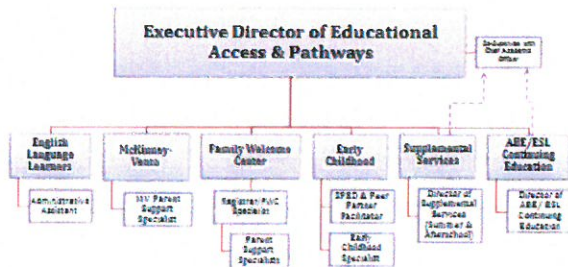 Executive Director of Educational
Access & Pathways
Co-Supervise with
Chief Academic
Officer
English
Language
Learners
McKinney-
Vento
Family Welcome
Center
Early
Childhood
Supplemental
Services
ABE/ESL
Continuing
Education
Administrative
Assistant
MV Parent
Support
Specialist
Registrar/FWC
Specialist
Parent
Support
Specialists
SPED & Peer
Partner
Facilitator
Early
Childhood Specialist
Director of
Supplemental
Services
(Summer &
Afterschool)
Director of
ABE/ ESL
Continuing
Education